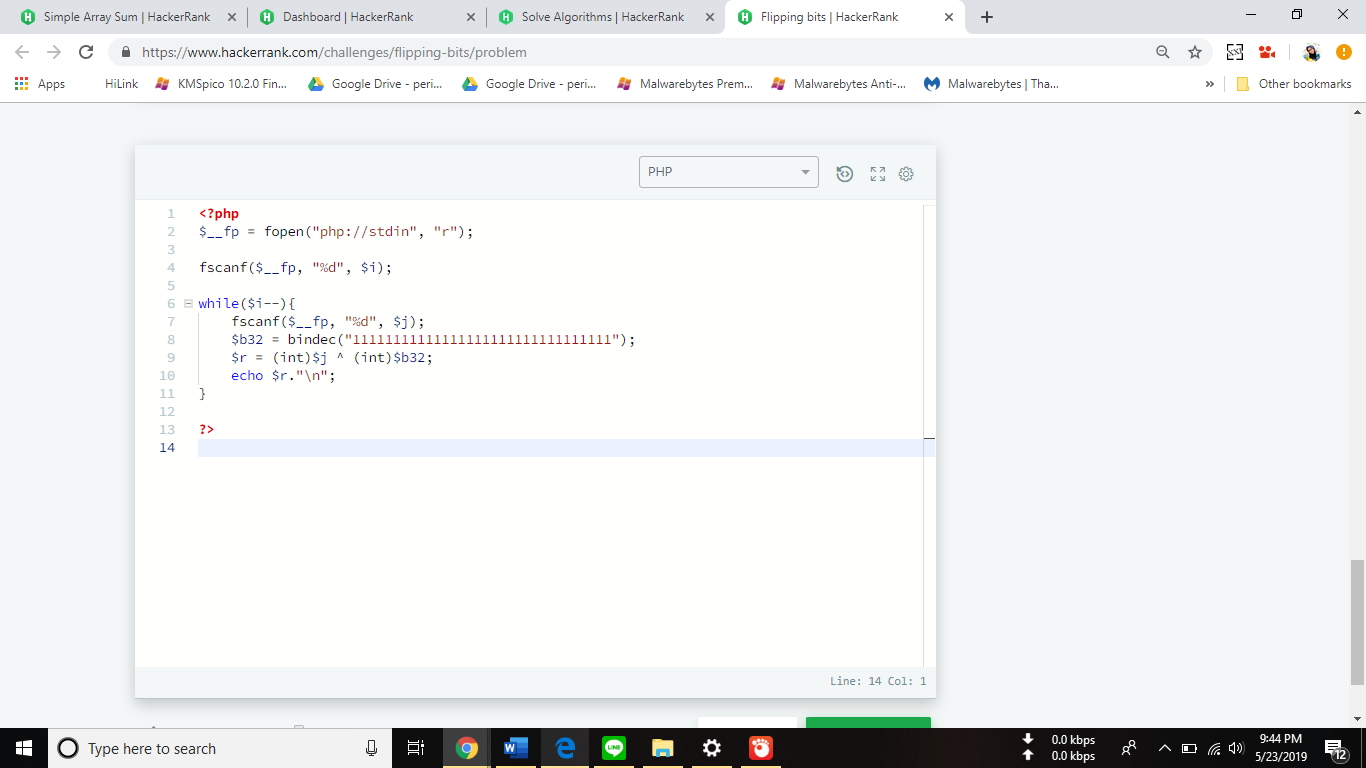 Simple Array Sum | HackerRank
Dashboard | HackerRank
Solve Algorithms | HackerRank
Flipping bits | HackerRank
https://www.hackerrank.com/challenges/flipping-bits/problem
Apps
HiLink
KMSpico 10.2.0 Fin...
Google Drive - peri...
Google Drive - peri...
Malwarebytes Prem...
Malwarebytes Anti-...
Malwarebytes | Tha...
»
Other bookmarks
PHP
1 <?php
2 $__fp = fopen("php://stdin", "r");
3
4 fscanf($__fp, "%d", $i);
5
6 while($i--){
7 fscanf($__fp, "%d", $j);
8 $b32 = bindec("11111111111111111111111111111111");
9 $r = (int)$j ^ (int)$b32;
10 echo $r."\n";
11 }
12
13 ?>
14
Line: 14 Col: 1
Type here to search
LINE
0.0 kbps
0.0 kbps
9:44 PM
5/23/2019
12